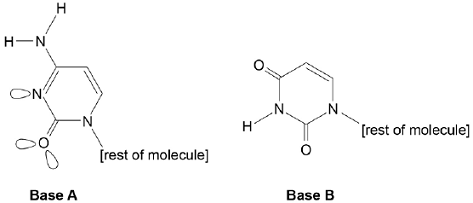 H
H N
N
N
O
[rest of molecule]
Base A
O
N
H
N
[rest of molecule]
O
Base B